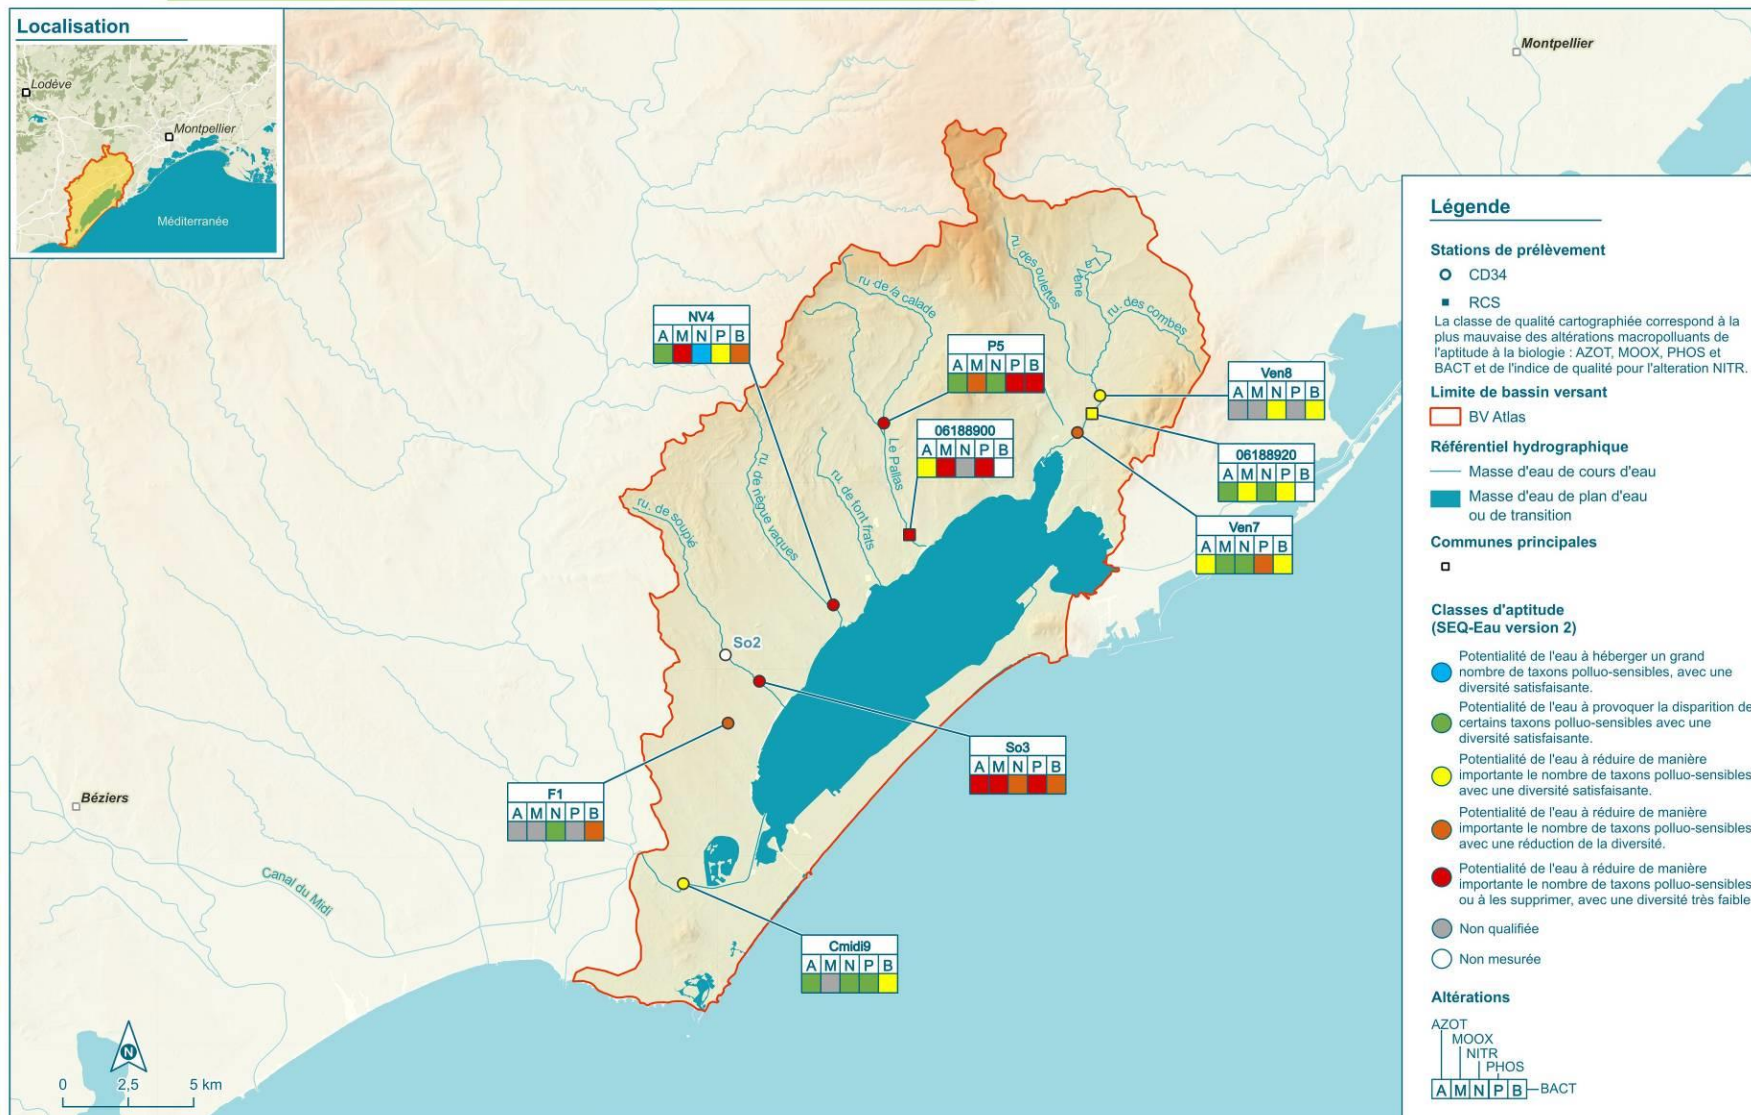 Localisation
Lodève
Montpellier
Méditerranée
Montpellier
ru. des oulettes
La Vène
ru. des combes
ru. de la calade
NV4
A M N P B
P5
A M N P B
Ven8
A M N P B
06188900
A M N P B
06188920
A M N P B
Le Pallas
ru. de nègue vaques
ru. de font frats
ru. de soupié
Ven7
A M N P B
So2
So3
A M N P B
F1
A M N P B
Béziers
Canal du Midi
Cmidi9
A M N P B
N
0 2,5 5 km
Légende
Stations de prélèvement
CD34
RCS
La classe de qualité cartographiée correspond à la
plus mauvaise des altérations macropolluants de
l'aptitude à la biologie : AZOT, MOOX, PHOS et
BACT et de l'indice de qualité pour l'alteration NITR.
Limite de bassin versant
BV Atlas
Référentiel hydrographique
Masse d'eau de cours d'eau
Masse d'eau de plan d'eau
ou de transition
Communes principales
Classes d'aptitude
(SEQ-Eau version 2)
Potentialité de l'eau à héberger un grand
nombre de taxons polluo-sensibles, avec une
diversité satisfaisante.
Potentialité de l'eau à provoquer la disparition de
certains taxons polluo-sensibles avec une
diversité satisfaisante.
Potentialité de l'eau à réduire de manière
importante le nombre de taxons polluo-sensibles
avec une diversité satisfaisante.
Potentialité de l'eau à réduire de manière
importante le nombre de taxons polluo-sensibles
avec une réduction de la diversité.
Potentialité de l'eau à réduire de manière
importante le nombre de taxons polluo-sensibles
ou à les supprimer, avec une diversité très faible
Non qualifiée
Non mesurée
Altérations
AZOT
MOOX
NITR
PHOS
A M N P B BACT